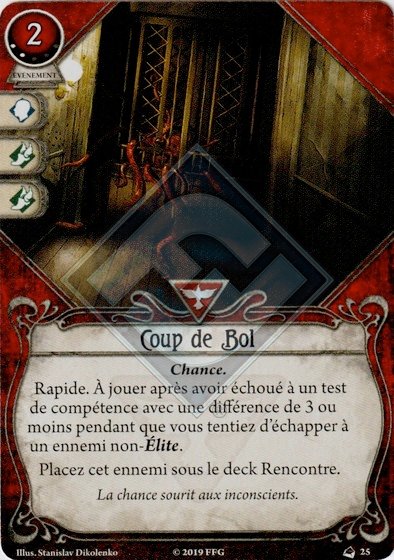 2
ÉVÉNEMENT
Coup de Bol
Chance.
Rapide. À jouer après avoir échoué à un test
de compétence avec une différence de 3 ou
moins pendant que vous tentiez d'échapper à
un ennemi non-Élite.
Placez cet ennemi sous le deck Rencontre.
La chance sourit aux inconscients.
Illus. Stanislav Dikolenko © 2019 FFG 25